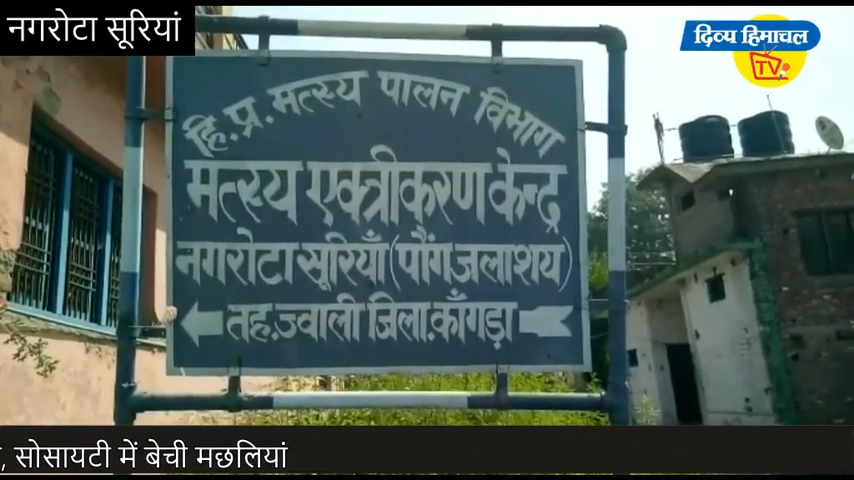 नगरोटा सूरियां
दिव्य हिमाचल
TV
हि.प्र. मत्स्य पालन विभाग
मत्स्य एकत्रीकरण केन्द्र
नगरोटा सूरियाँ (पौंग जलाशय)
तह. ज्वाली जिला. काँगड़ा
, सोसायटी में बेची मछलियां